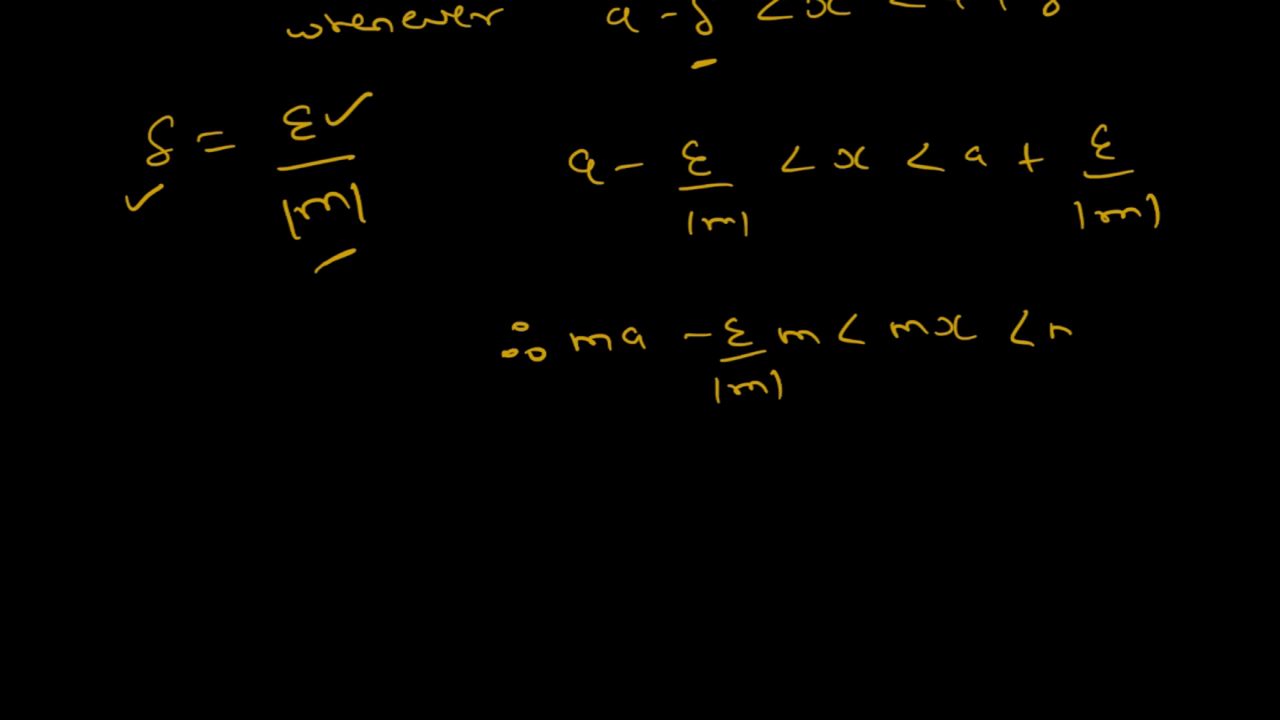 whenever a - δ < x <
δ = ε / |m|
a - ε / |m| < x < a + ε / |m|
∴ ma - ε / |m| m < mx < m